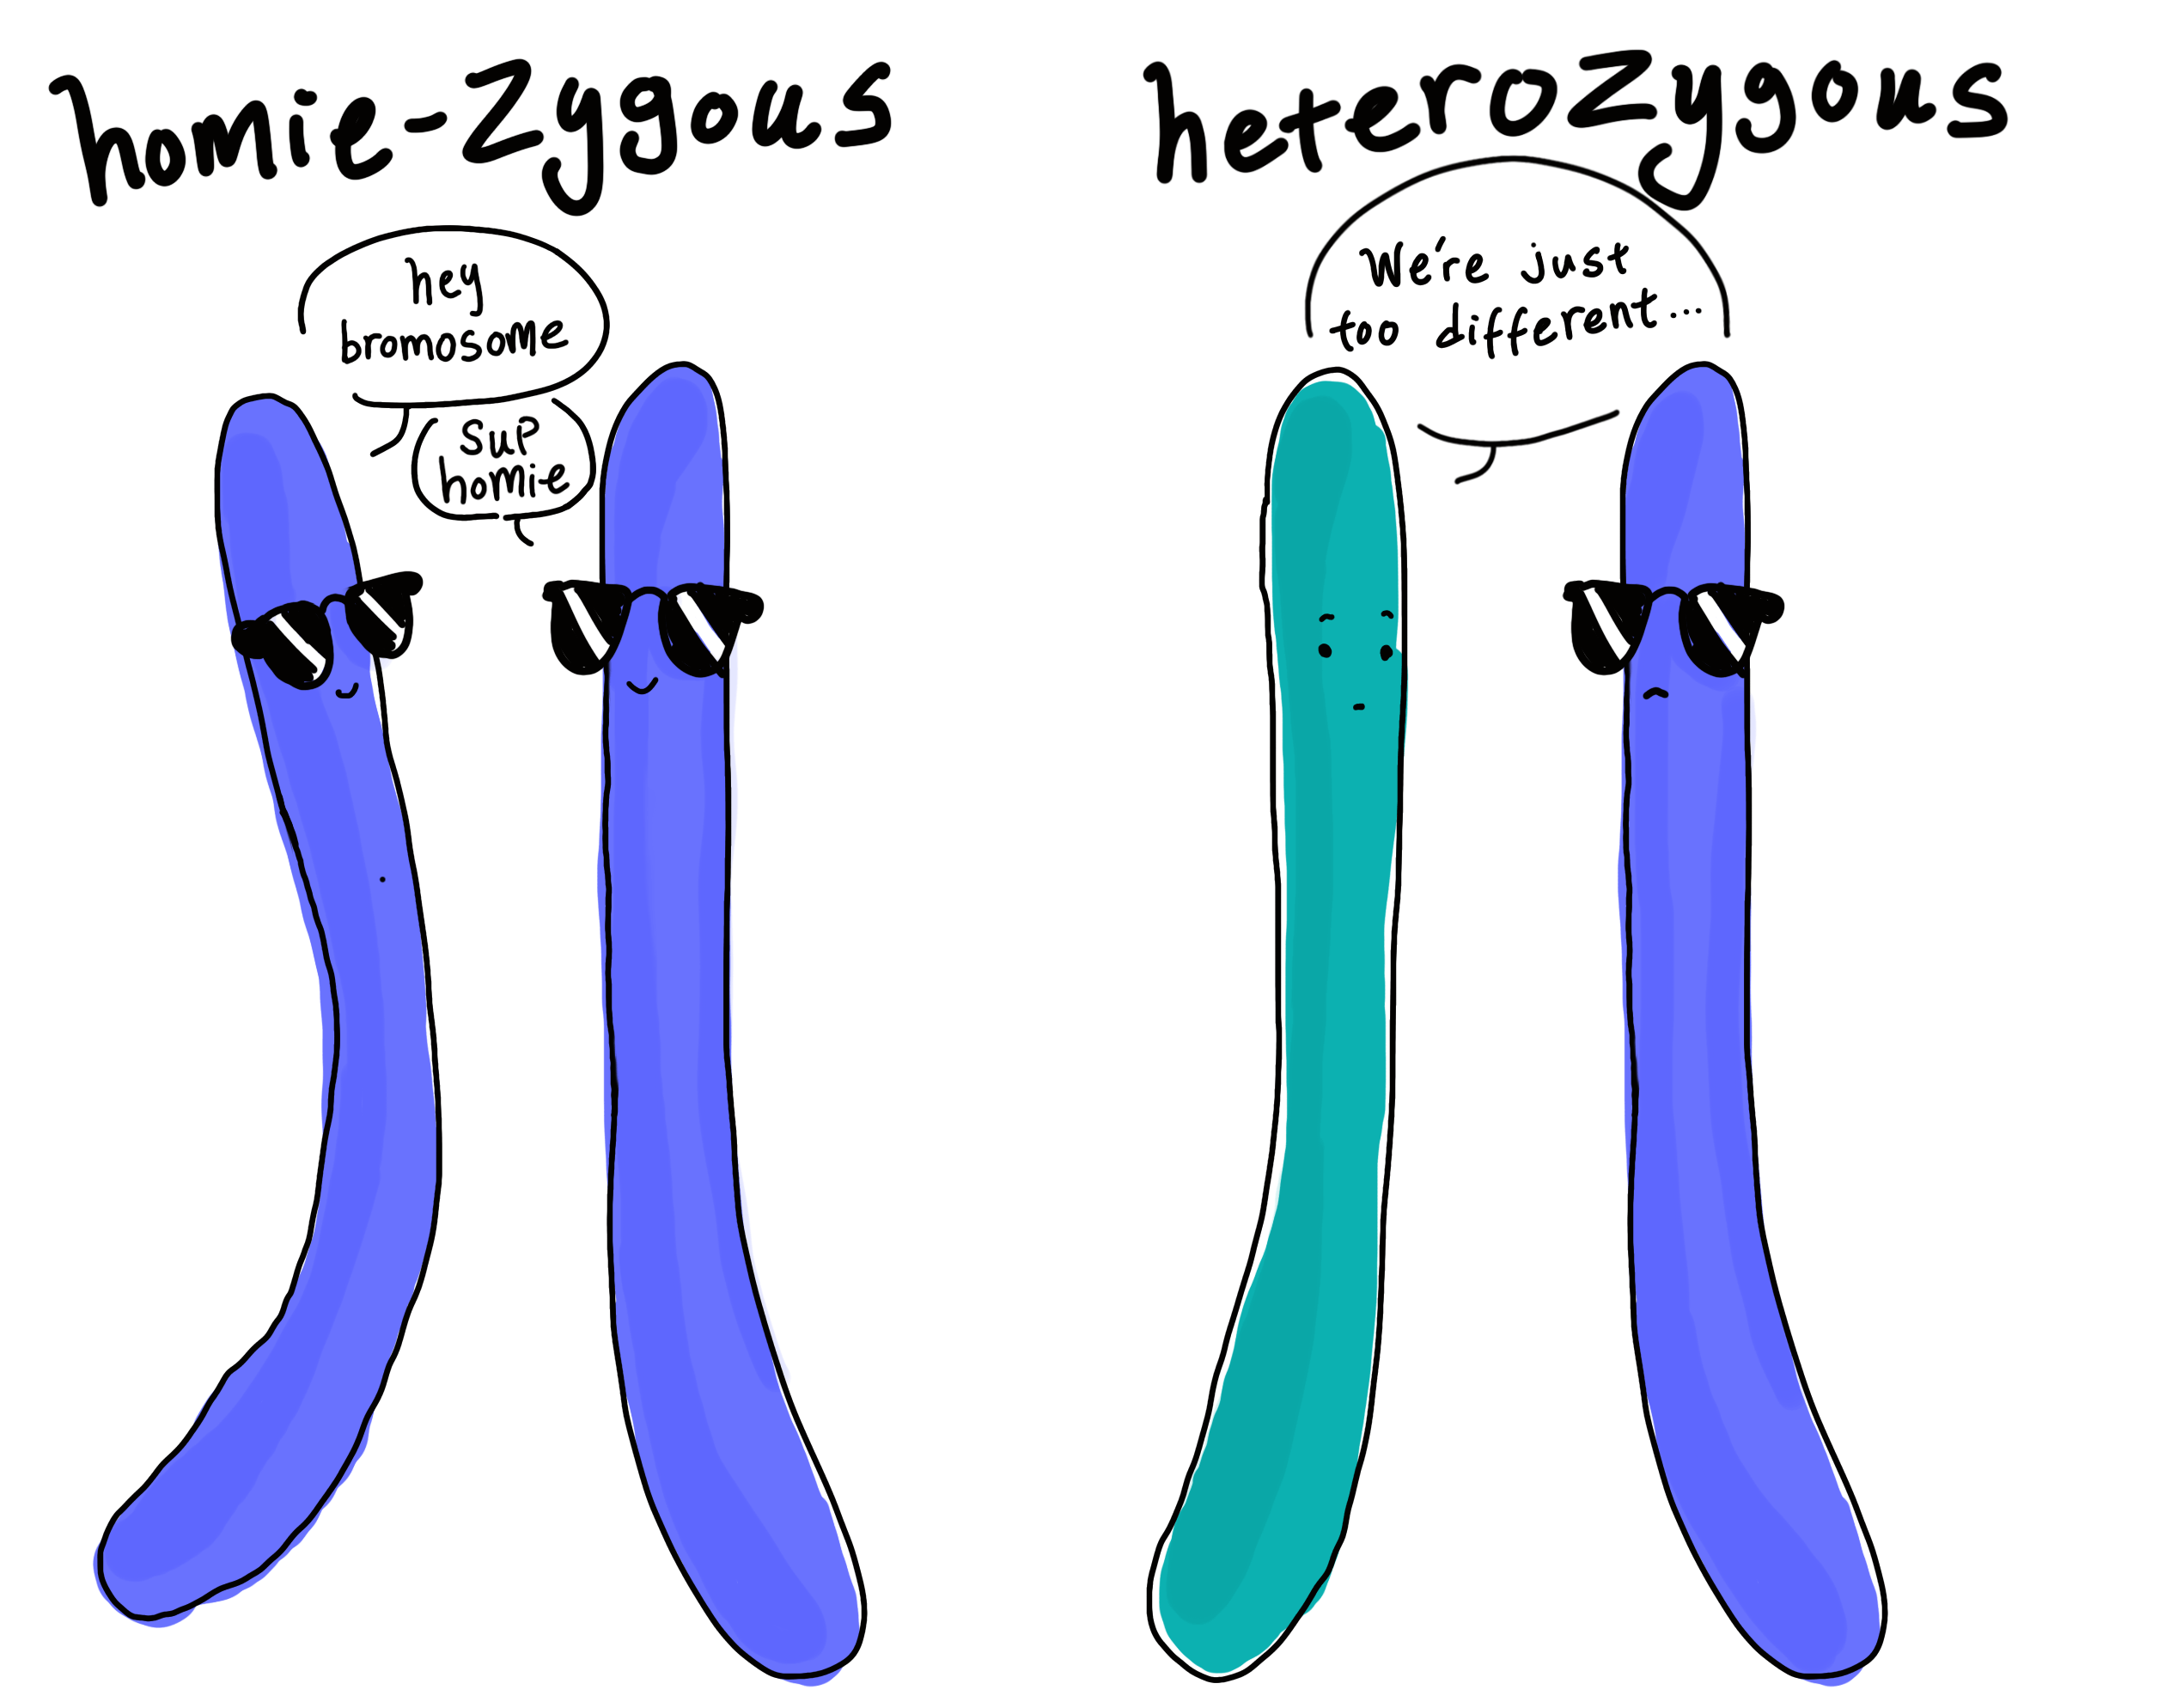 homie-zygous
hey
bromosome
sup
homie
heterozygous
We're just
too different...